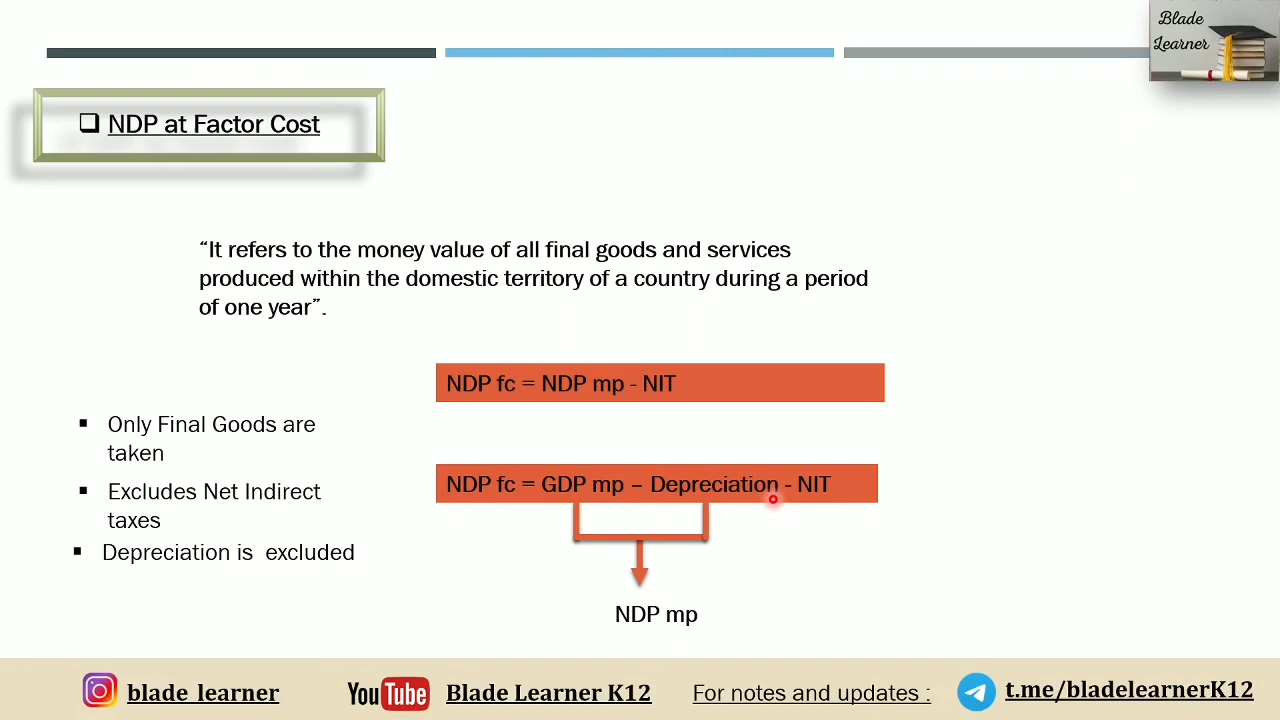 Blade
Learner
❑ NDP at Factor Cost
“It refers to the money value of all final goods and services
produced within the domestic territory of a country during a period
of one year”.
NDP fc = NDP mp - NIT
▪ Only Final Goods are
taken
NDP fc = GDP mp – Depreciation - NIT
▪ Excludes Net Indirect
taxes
▪ Depreciation is excluded
NDP mp
blade_learner
YouTube
Blade Learner K12
For notes and updates :
t.me/bladelearnerK12